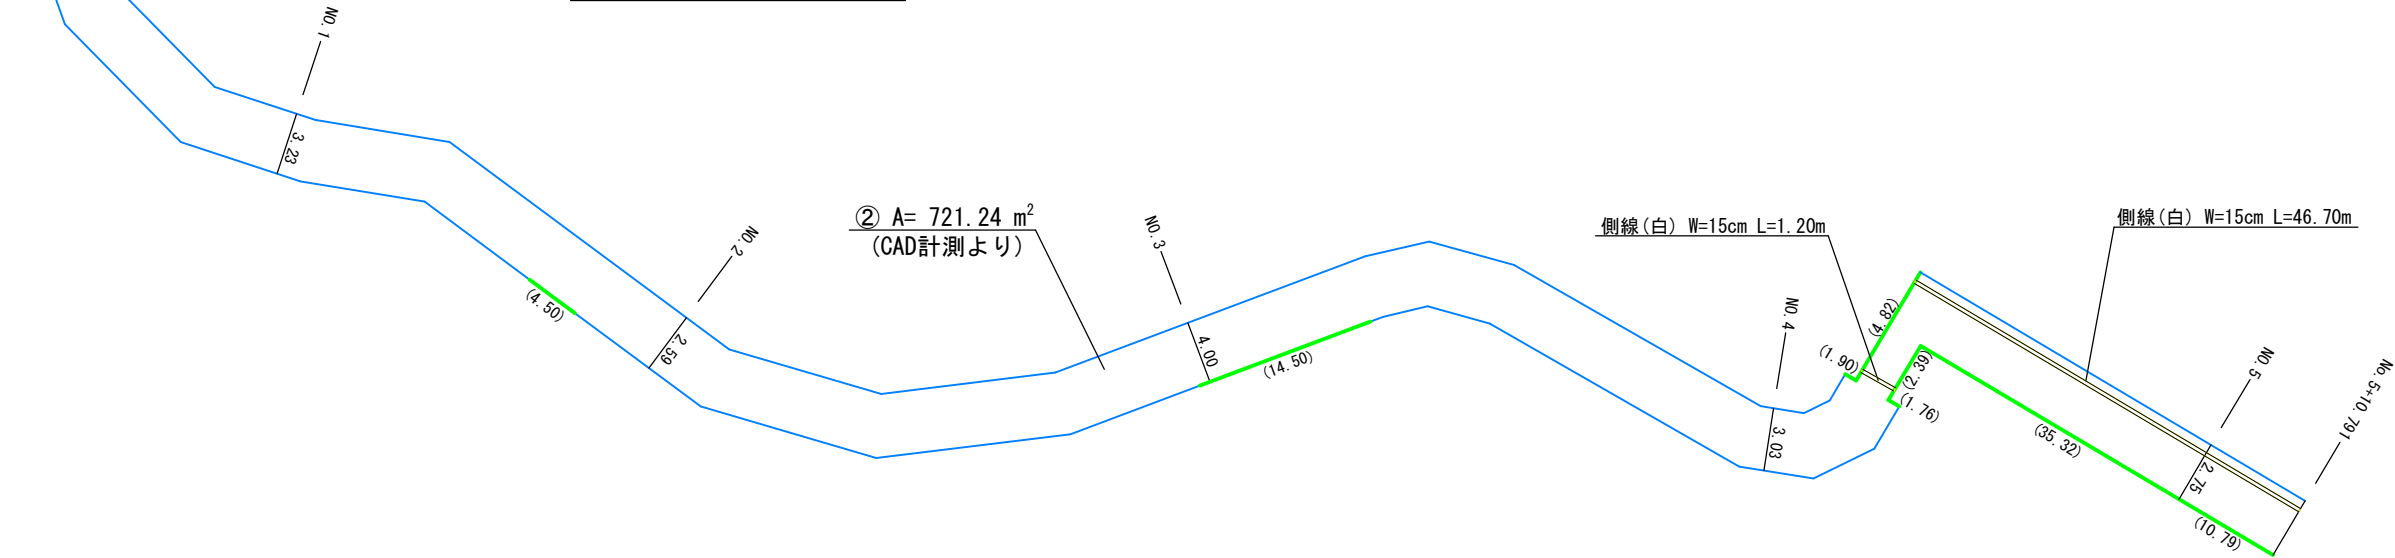 NO.1
3.23
(4.50)
NO.2
2.59
② A= 721.24 m²
(CAD計測より)
NO.3
4.00
(14.50)
NO.4
3.03
側線(白) W=15cm L=1.20m
(1.90)
(4.82)
(2.39)
(1.76)
側線(白) W=15cm L=46.70m
(35.32)
NO.5
2.75
(10.79)
No.5+10.791